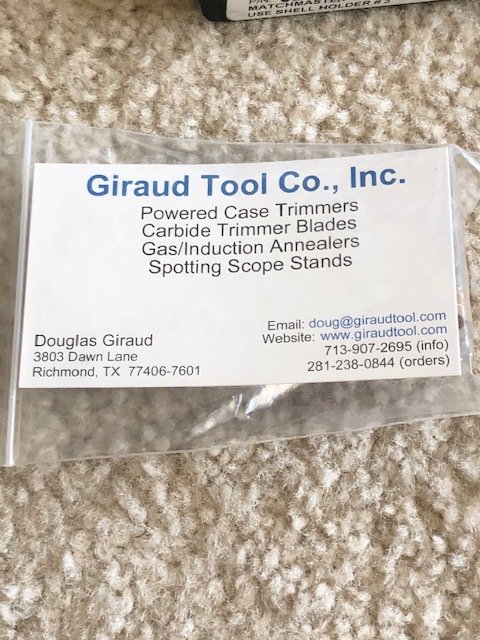 MATCHMASTER
USE SHELL HOLDER # 3
Giraud Tool Co., Inc.
Powered Case Trimmers
Carbide Trimmer Blades
Gas/Induction Annealers
Spotting Scope Stands
Douglas Giraud
3803 Dawn Lane
Richmond, TX 77406-7601
Email: doug@giraudtool.com
Website: www.giraudtool.com
713-907-2695 (info)
281-238-0844 (orders)